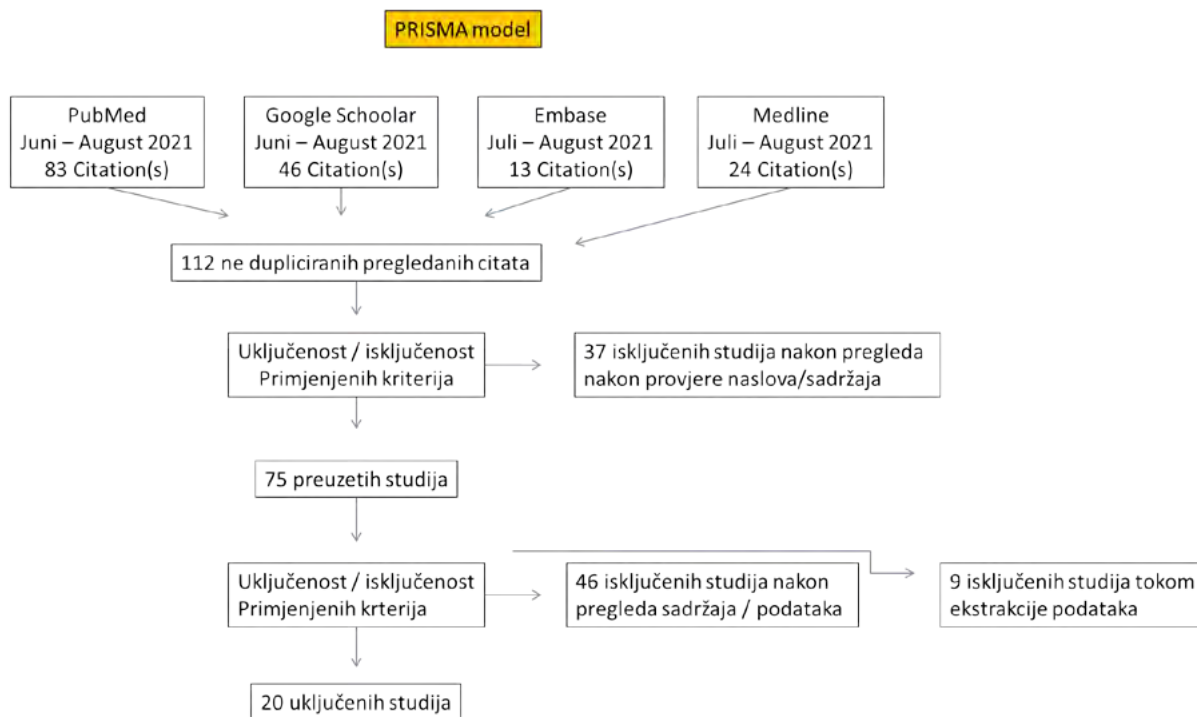 PRISMA model
PubMed
Juni – August 2021
83 Citation(s)
Google Schoolar
Juni – August 2021
46 Citation(s)
Embase
Juli – August 2021
13 Citation(s)
Medline
Juli – August 2021
24 Citation(s)
112 ne dupliciranih pregledanih citata
Uključenost / isključenost
Primjenjenih kriterija
37 isključenih studija nakon pregleda
nakon provjere naslova/sadržaja
75 preuzetih studija
Uključenost / isključenost
Primjenjenih krterija
46 isključenih studija nakon
pregleda sadržaja / podataka
9 isključenih studija tokom
ekstrakcije podataka
20 uključenih studija